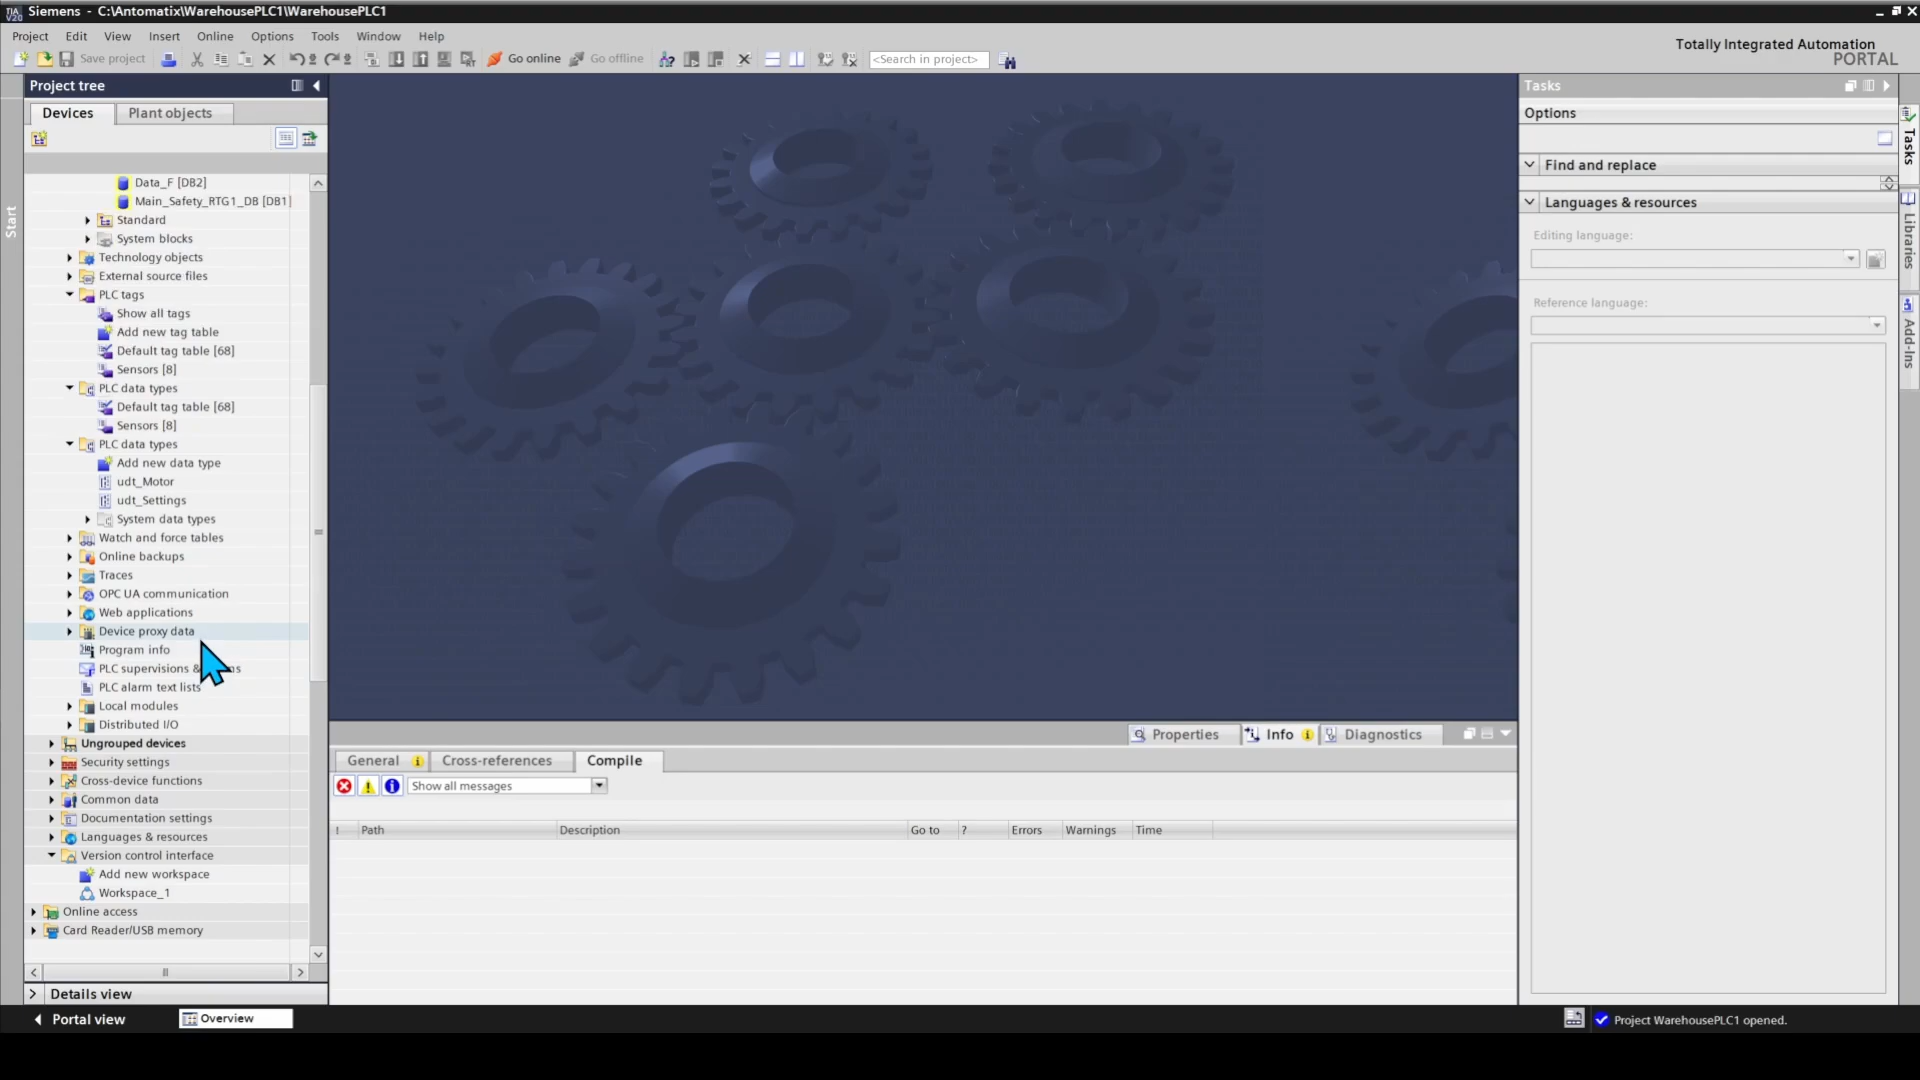 Siemens - C:\Antomatix\WarehousePLC1\WarehousePLC1
TIA V20
Project Edit View Insert Online Options Tools Window Help
Totally Integrated Automation
PORTAL
Save project
Go online
Go offline
<Search in project>
Project tree
Devices
Plant objects
Start
Data_F [DB2]
Main_Safety_RTG1_DB [DB1]
Standard
System blocks
Technology objects
External source files
PLC tags
Show all tags
Add new tag table
Default tag table [68]
Sensors [8]
PLC data types
Default tag table [68]
Sensors [8]
PLC data types
Add new data type
udt_Motor
udt_Settings
System data types
Watch and force tables
Online backups
Traces
OPC UA communication
Web applications
Device proxy data
Program info
PLC supervisions &
PLC alarm text lists
Local modules
Distributed I/O
Ungrouped devices
Security settings
Cross-device functions
Common data
Documentation settings
Languages & resources
Version control interface
Add new workspace
Workspace_1
Online access
Card Reader/USB memory
Details view
Properties
Info
Diagnostics
General
Cross-references
Compile
Show all messages
! Path Description Go to ? Errors Warnings Time
Tasks
Options
Find and replace
Languages & resources
Editing language:
Reference language:
Tasks
Libraries
Add-Ins
Portal view
Overview
Project WarehousePLC1 opened.